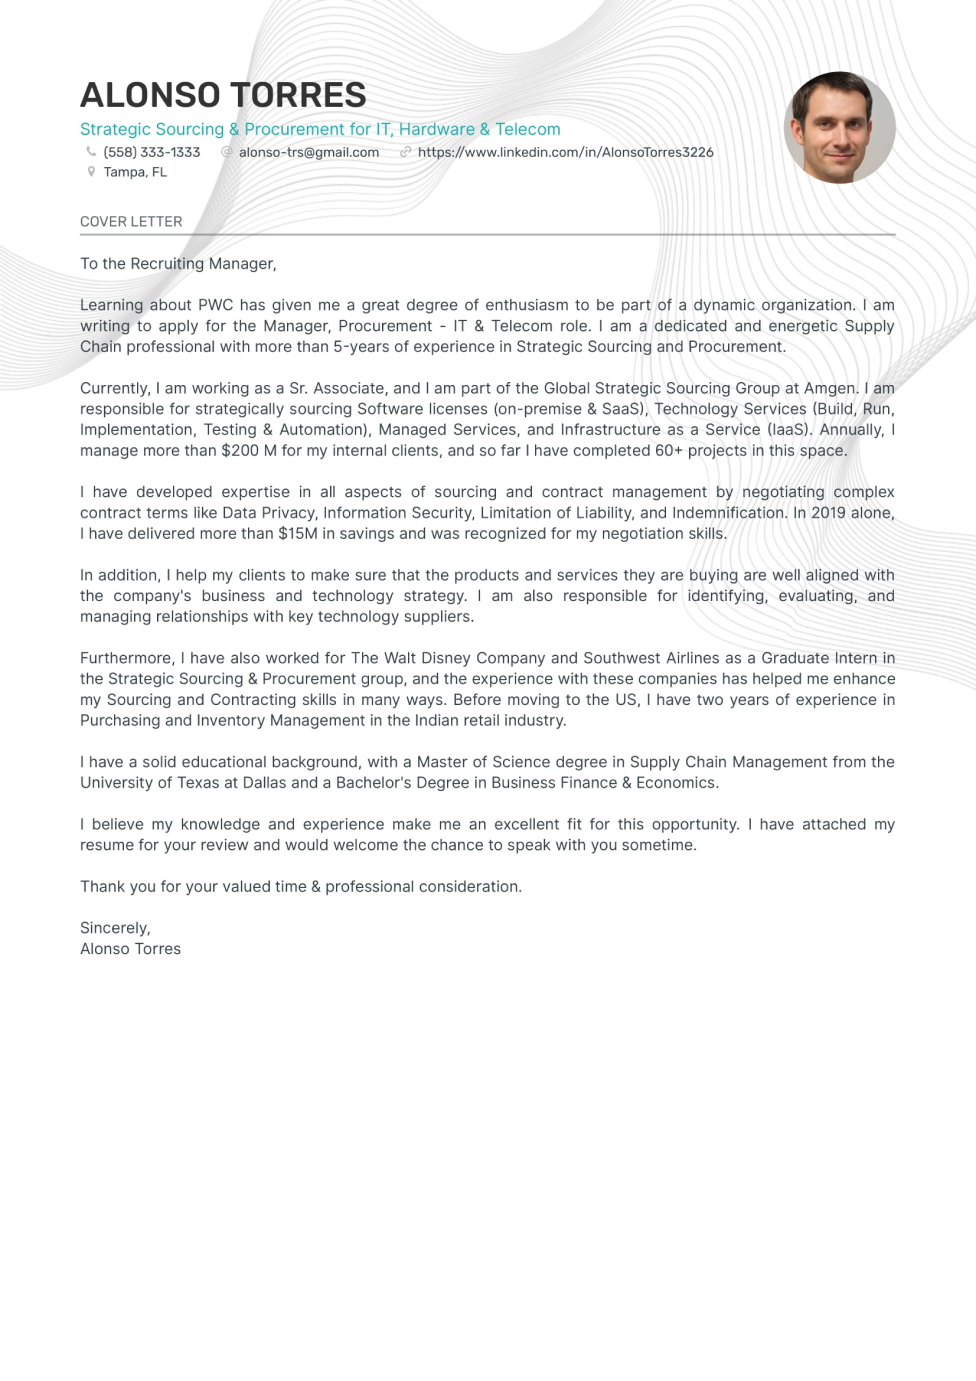 ALONSO TORRES
Strategic Sourcing & Procurement for IT, Hardware & Telecom
(558) 333-1333 @ alonso-trs@gmail.com https://www.linkedin.com/in/AlonsoTorres3226
Tampa, FL
COVER LETTER
To the Recruiting Manager,
Learning about PWC has given me a great degree of enthusiasm to be part of a dynamic organization. I am
writing to apply for the Manager, Procurement - IT & Telecom role. I am a dedicated and energetic Supply
Chain professional with more than 5-years of experience in Strategic Sourcing and Procurement.
Currently, I am working as a Sr. Associate, and I am part of the Global Strategic Sourcing Group at Amgen. I am
responsible for strategically sourcing Software licenses (on-premise & SaaS), Technology Services (Build, Run,
Implementation, Testing & Automation), Managed Services, and Infrastructure as a Service (IaaS). Annually, I
manage more than $200 M for my internal clients, and so far I have completed 60+ projects in this space.
I have developed expertise in all aspects of sourcing and contract management by negotiating complex
contract terms like Data Privacy, Information Security, Limitation of Liability, and Indemnification. In 2019 alone,
I have delivered more than $15M in savings and was recognized for my negotiation skills.
In addition, I help my clients to make sure that the products and services they are buying are well aligned with
the company's business and technology strategy. I am also responsible for identifying, evaluating, and
managing relationships with key technology suppliers.
Furthermore, I have also worked for The Walt Disney Company and Southwest Airlines as a Graduate Intern in
the Strategic Sourcing & Procurement group, and the experience with these companies has helped me enhance
my Sourcing and Contracting skills in many ways. Before moving to the US, I have two years of experience in
Purchasing and Inventory Management in the Indian retail industry.
I have a solid educational background, with a Master of Science degree in Supply Chain Management from the
University of Texas at Dallas and a Bachelor's Degree in Business Finance & Economics.
I believe my knowledge and experience make me an excellent fit for this opportunity. I have attached my
resume for your review and would welcome the chance to speak with you sometime.
Thank you for your valued time & professional consideration.
Sincerely,
Alonso Torres